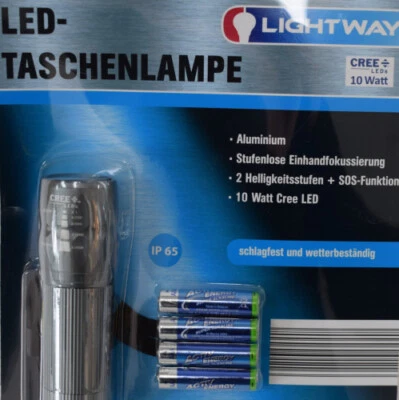 LED-
TASCHENLAMPE
LIGHTWAY
CREE
LEDs
10 Watt
· Aluminium
· Stufenlose Einhandfokussierung
· 2 Helligkeitsstufen + SOS-Funktion
· 10 Watt Cree LED
IP 65
schlagfest und wetterbeständig
CREE
LEDs